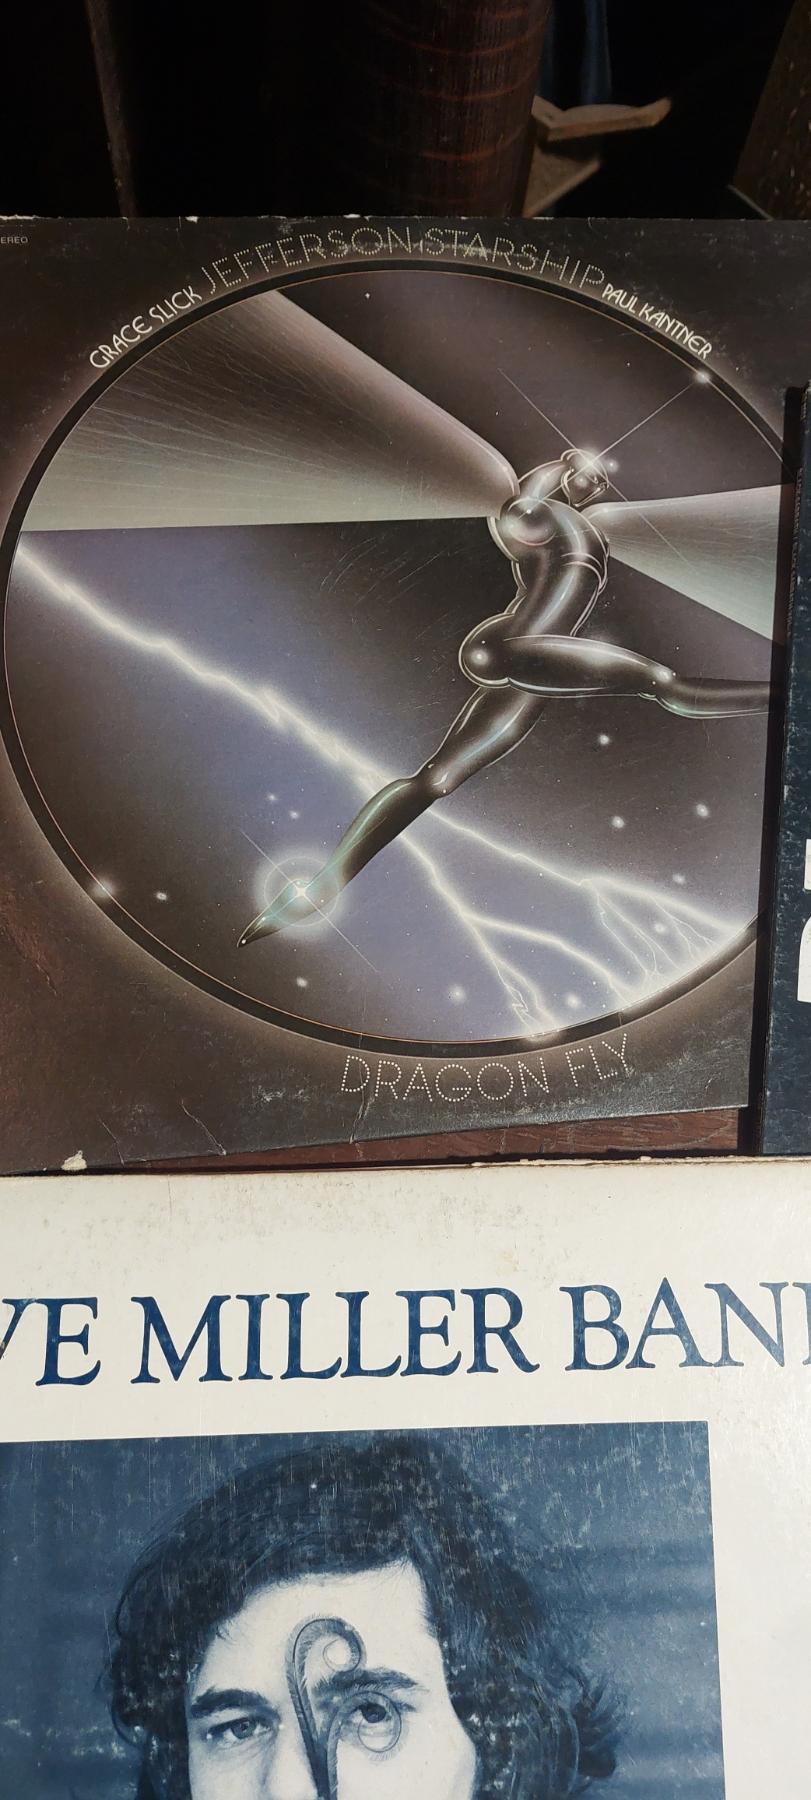 EREO
GRACE SLICK JEFFERSON STARSHIP PAUL KANTNER
DRAGON FLY
VE MILLER BAN